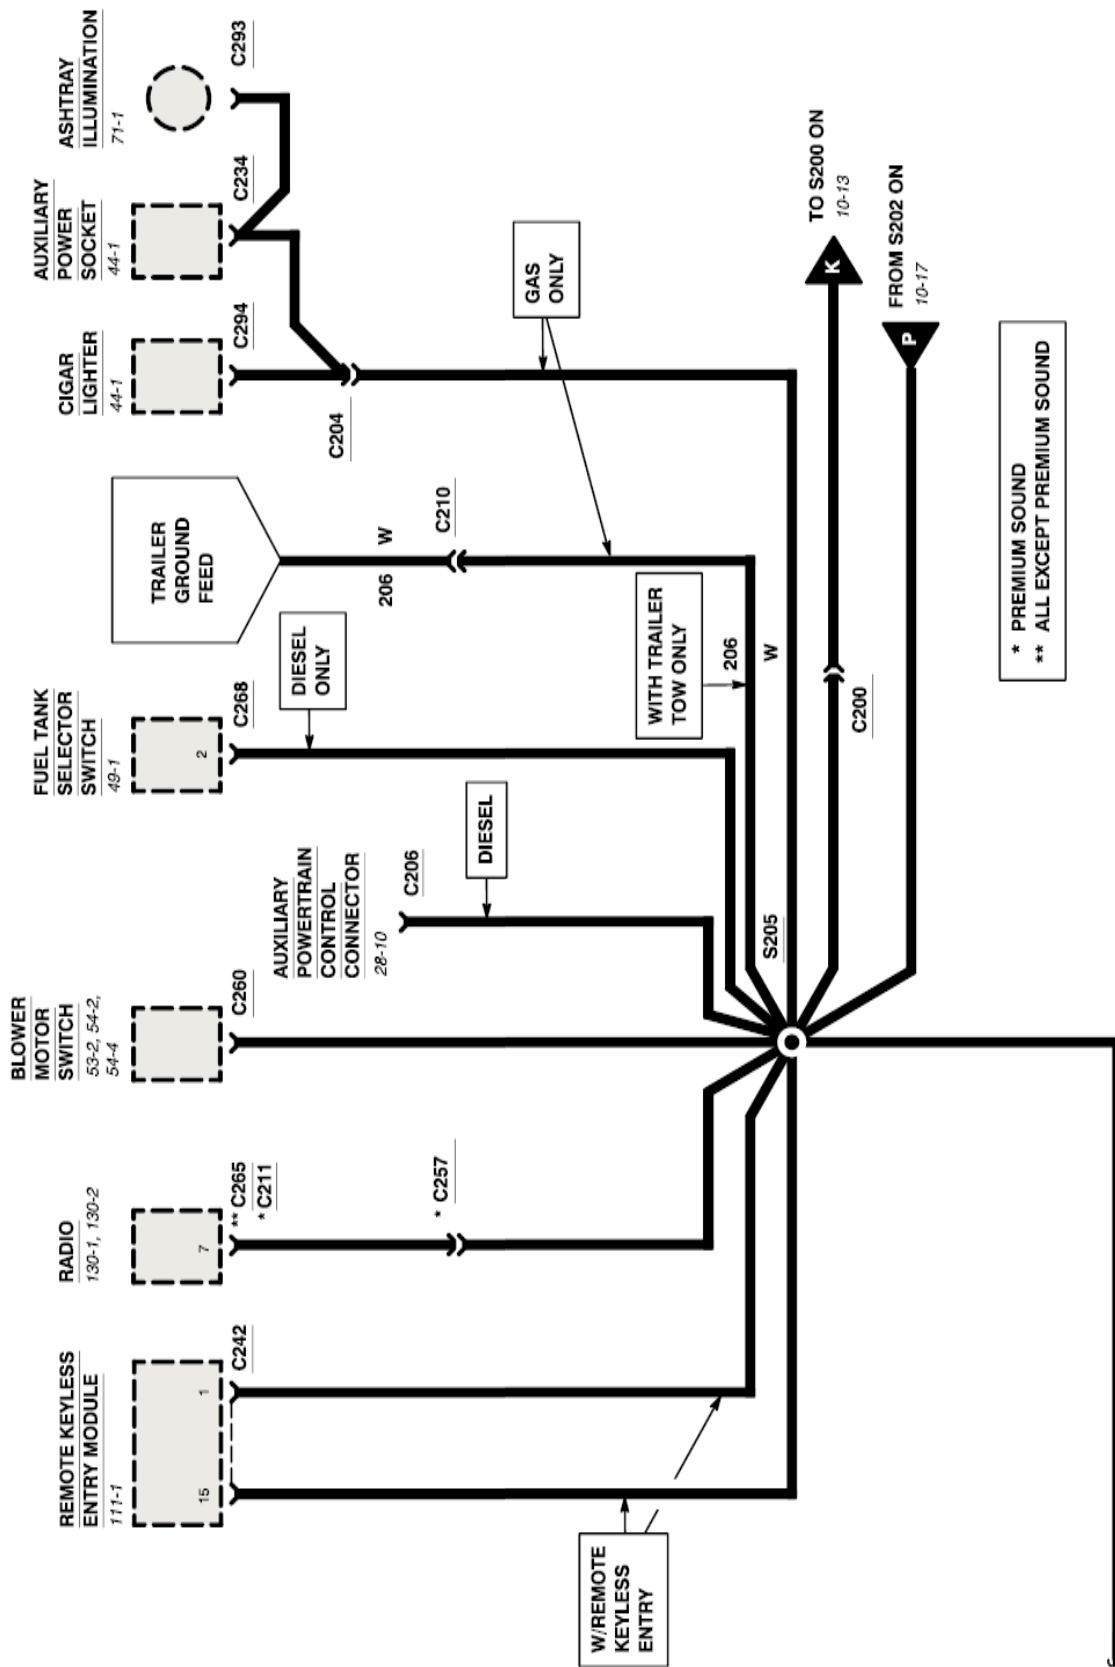 REMOTE KEYLESS
ENTRY MODULE
111-1
15
1
C242
RADIO
130-1, 130-2
7
** C265
* C211
* C257
BLOWER
MOTOR
SWITCH
53-2, 54-2,
54-4
C260
AUXILIARY
POWERTRAIN
CONTROL
CONNECTOR
28-10
C206
DIESEL
FUEL TANK
SELECTOR
SWITCH
49-1
2
C268
DIESEL
ONLY
TRAILER
GROUND
FEED
206
W
C210
CIGAR
LIGHTER
44-1
C294
C204
AUXILIARY
POWER
SOCKET
44-1
C234
ASHTRAY
ILLUMINATION
71-1
C293
GAS
ONLY
WITH TRAILER
TOW ONLY
206
W
W/REMOTE
KEYLESS
ENTRY
S205
C200
K
TO S200 ON
10-13
P
FROM S202 ON
10-17
* PREMIUM SOUND
** ALL EXCEPT PREMIUM SOUND